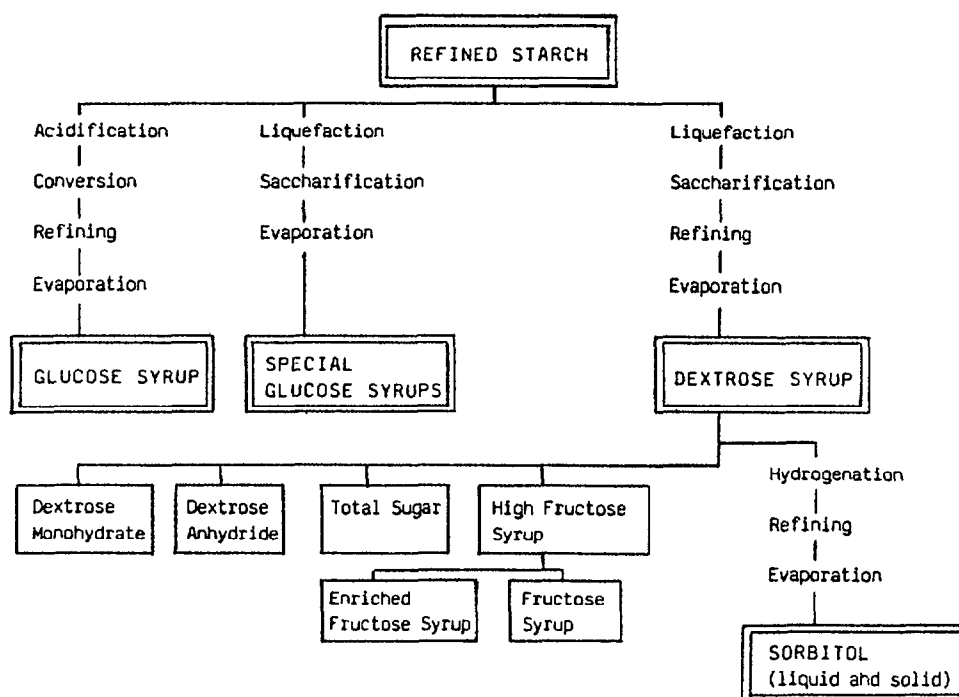 REFINED STARCH
Acidification
Conversion
Refining
Evaporation
Liquefaction
Saccharification
Evaporation
Liquefaction
Saccharification
Refining
Evaporation
GLUCOSE SYRUP
SPECIAL
GLUCOSE SYRUPS
DEXTROSE SYRUP
Dextrose
Monohydrate
Dextrose
Anhydride
Total Sugar
High Fructose
Syrup
Enriched
Fructose Syrup
Fructose
Syrup
Hydrogenation
Refining
Evaporation
SORBITOL
(liquid and solid)